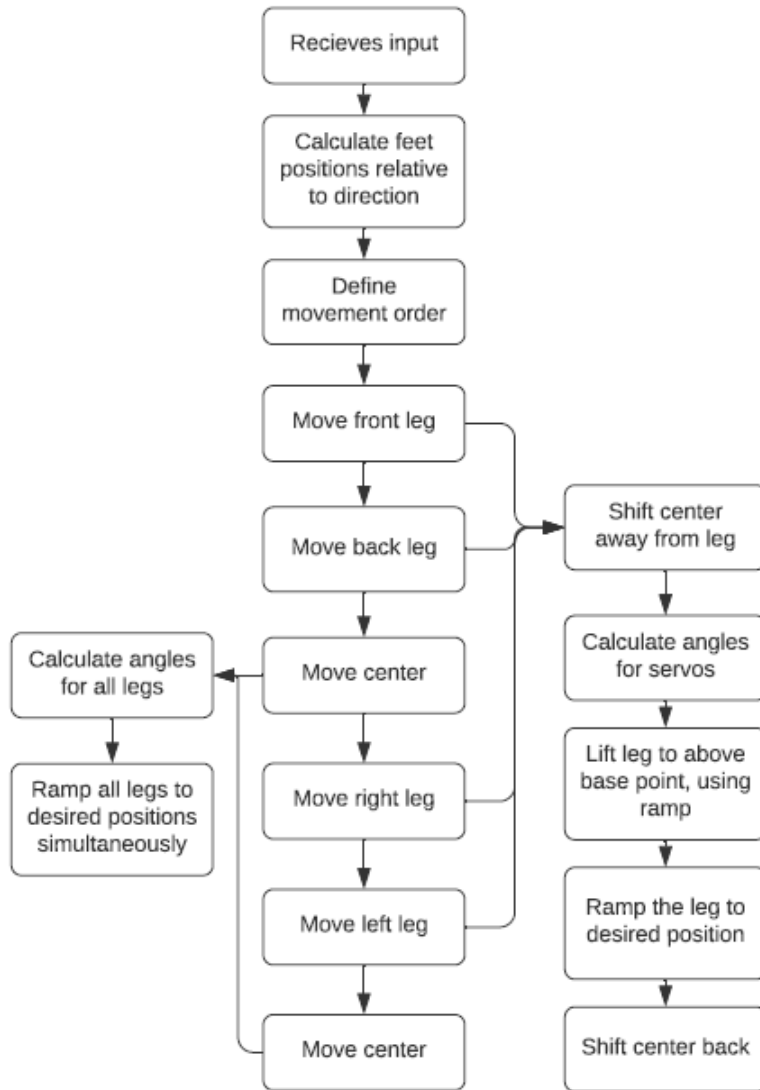 Recieves input
Calculate feet
positions relative
to direction
Define
movement order
Move front leg
Move back leg
Move center
Move right leg
Move left leg
Move center
Calculate angles
for all legs
Ramp all legs to
desired positions
simultaneously
Shift center
away from leg
Calculate angles
for servos
Lift leg to above
base point, using
ramp
Ramp the leg to
desired position
Shift center back